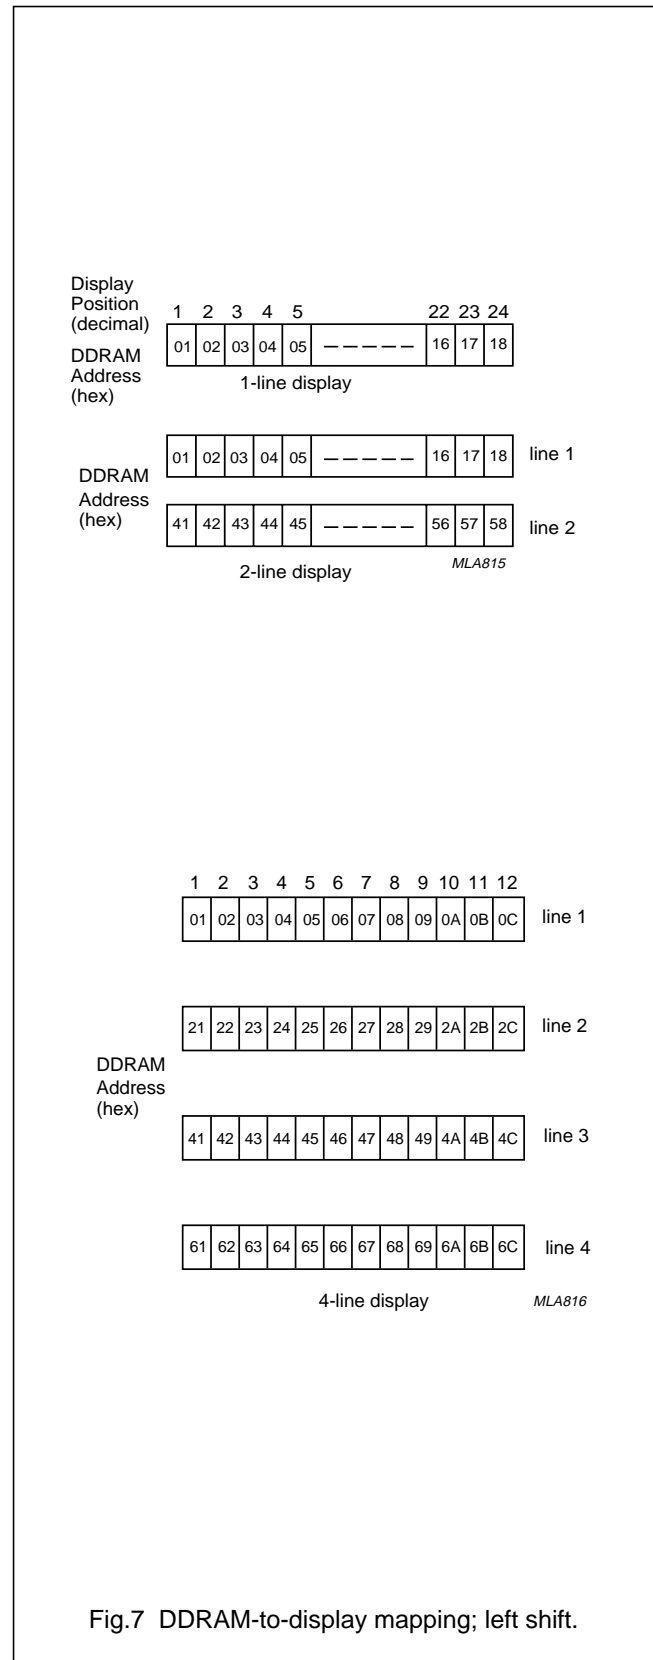 Display
Position
(decimal)
1 2 3 4 5 22 23 24
DDRAM
Address
(hex)
01 02 03 04 05 – – – – – 16 17 18
1-line display
DDRAM
Address
(hex)
01 02 03 04 05 – – – – – 16 17 18 line 1
41 42 43 44 45 – – – – – 56 57 58 line 2
2-line display
MLA815
1 2 3 4 5 6 7 8 9 10 11 12
01 02 03 04 05 06 07 08 09 0A 0B 0C line 1
21 22 23 24 25 26 27 28 29 2A 2B 2C line 2
DDRAM
Address
(hex)
41 42 43 44 45 46 47 48 49 4A 4B 4C line 3
61 62 63 64 65 66 67 68 69 6A 6B 6C line 4
4-line display
MLA816
Fig.7 DDRAM-to-display mapping; left shift.